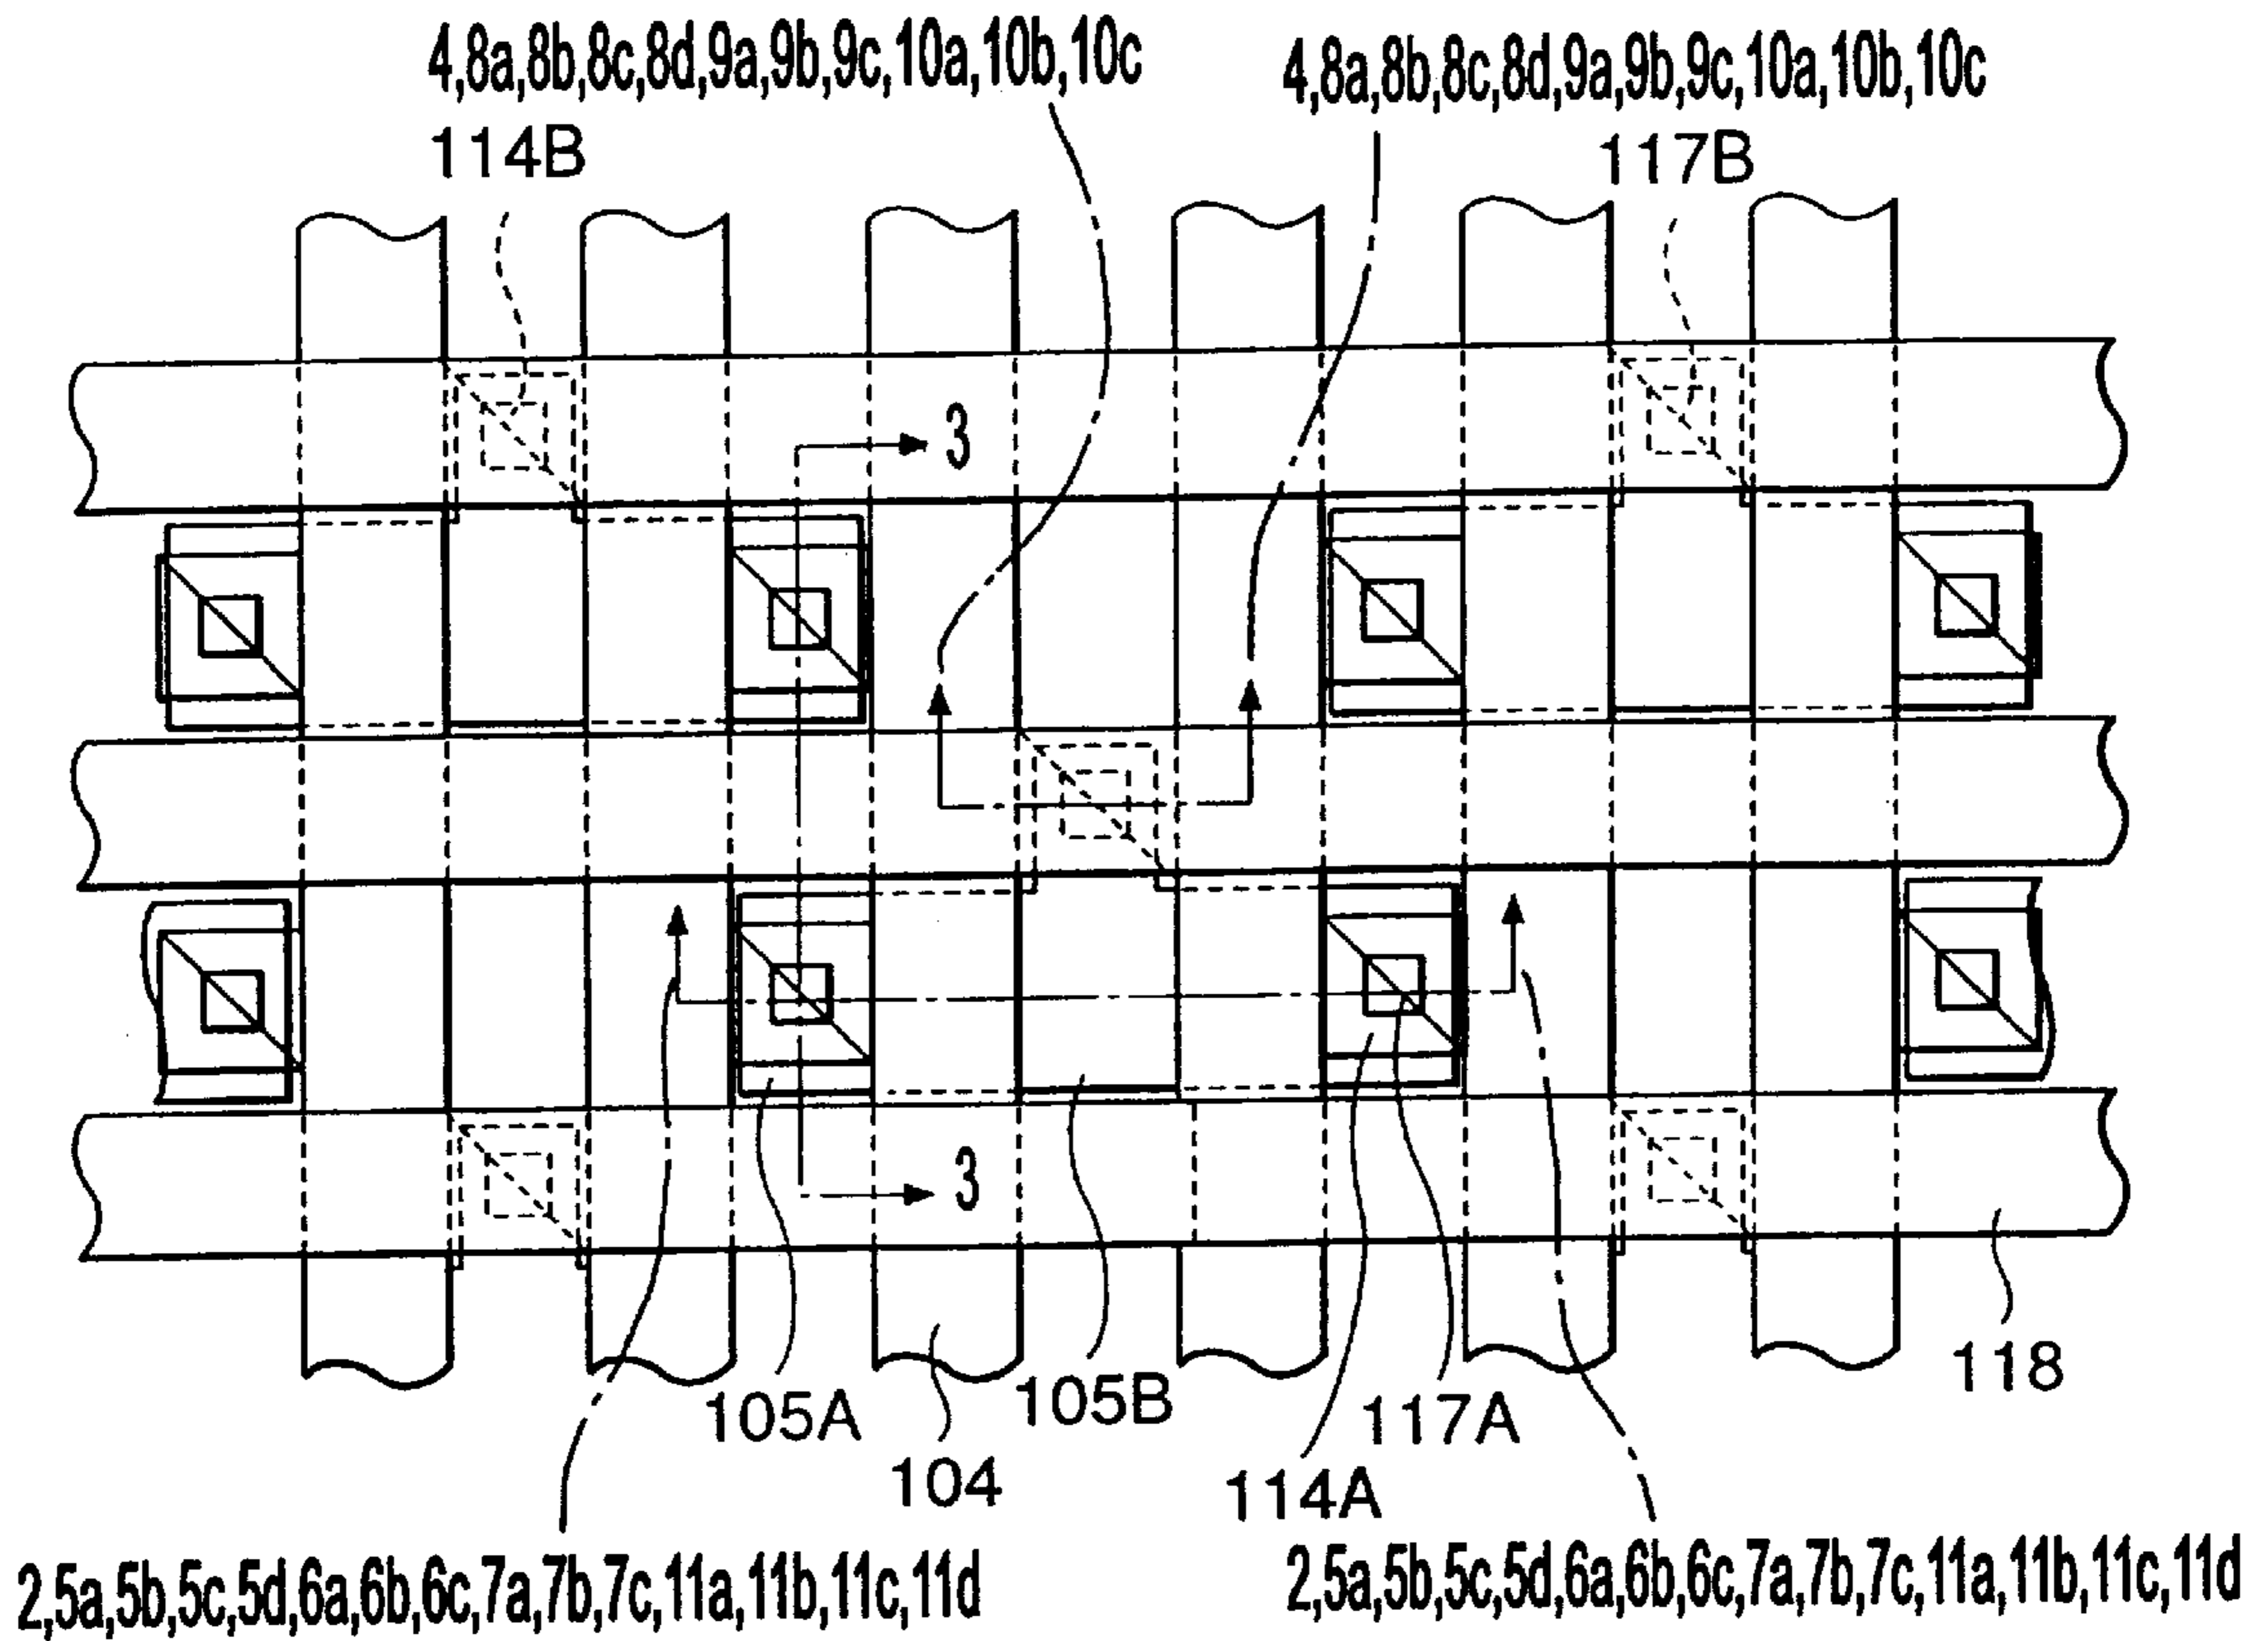 4,8a,8b,8c,8d,9a,9b,9c,10a,10b,10c
4,8a,8b,8c,8d,9a,9b,9c,10a,10b,10c
114B
117B
3
3
105A
105B
104
117A
114A
118
2,5a,5b,5c,5d,6a,6b,6c,7a,7b,7c,11a,11b,11c,11d
2,5a,5b,5c,5d,6a,6b,6c,7a,7b,7c,11a,11b,11c,11d